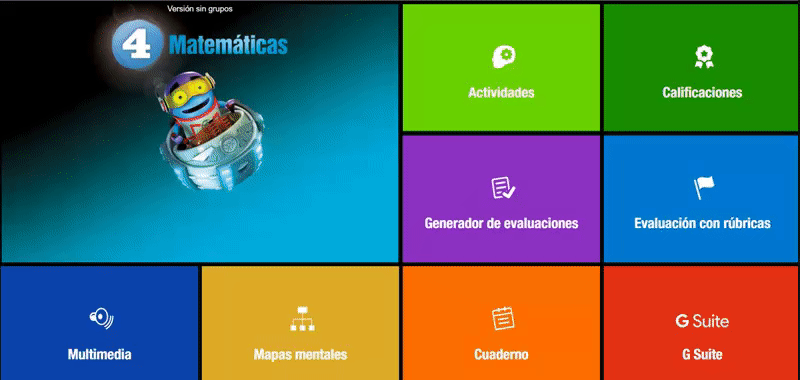 Versión sin grupos
4 Matemáticas
Actividades
Calificaciones
Generador de evaluaciones
Evaluación con rúbricas
Multimedia
Mapas mentales
Cuaderno
G Suite
G Suite